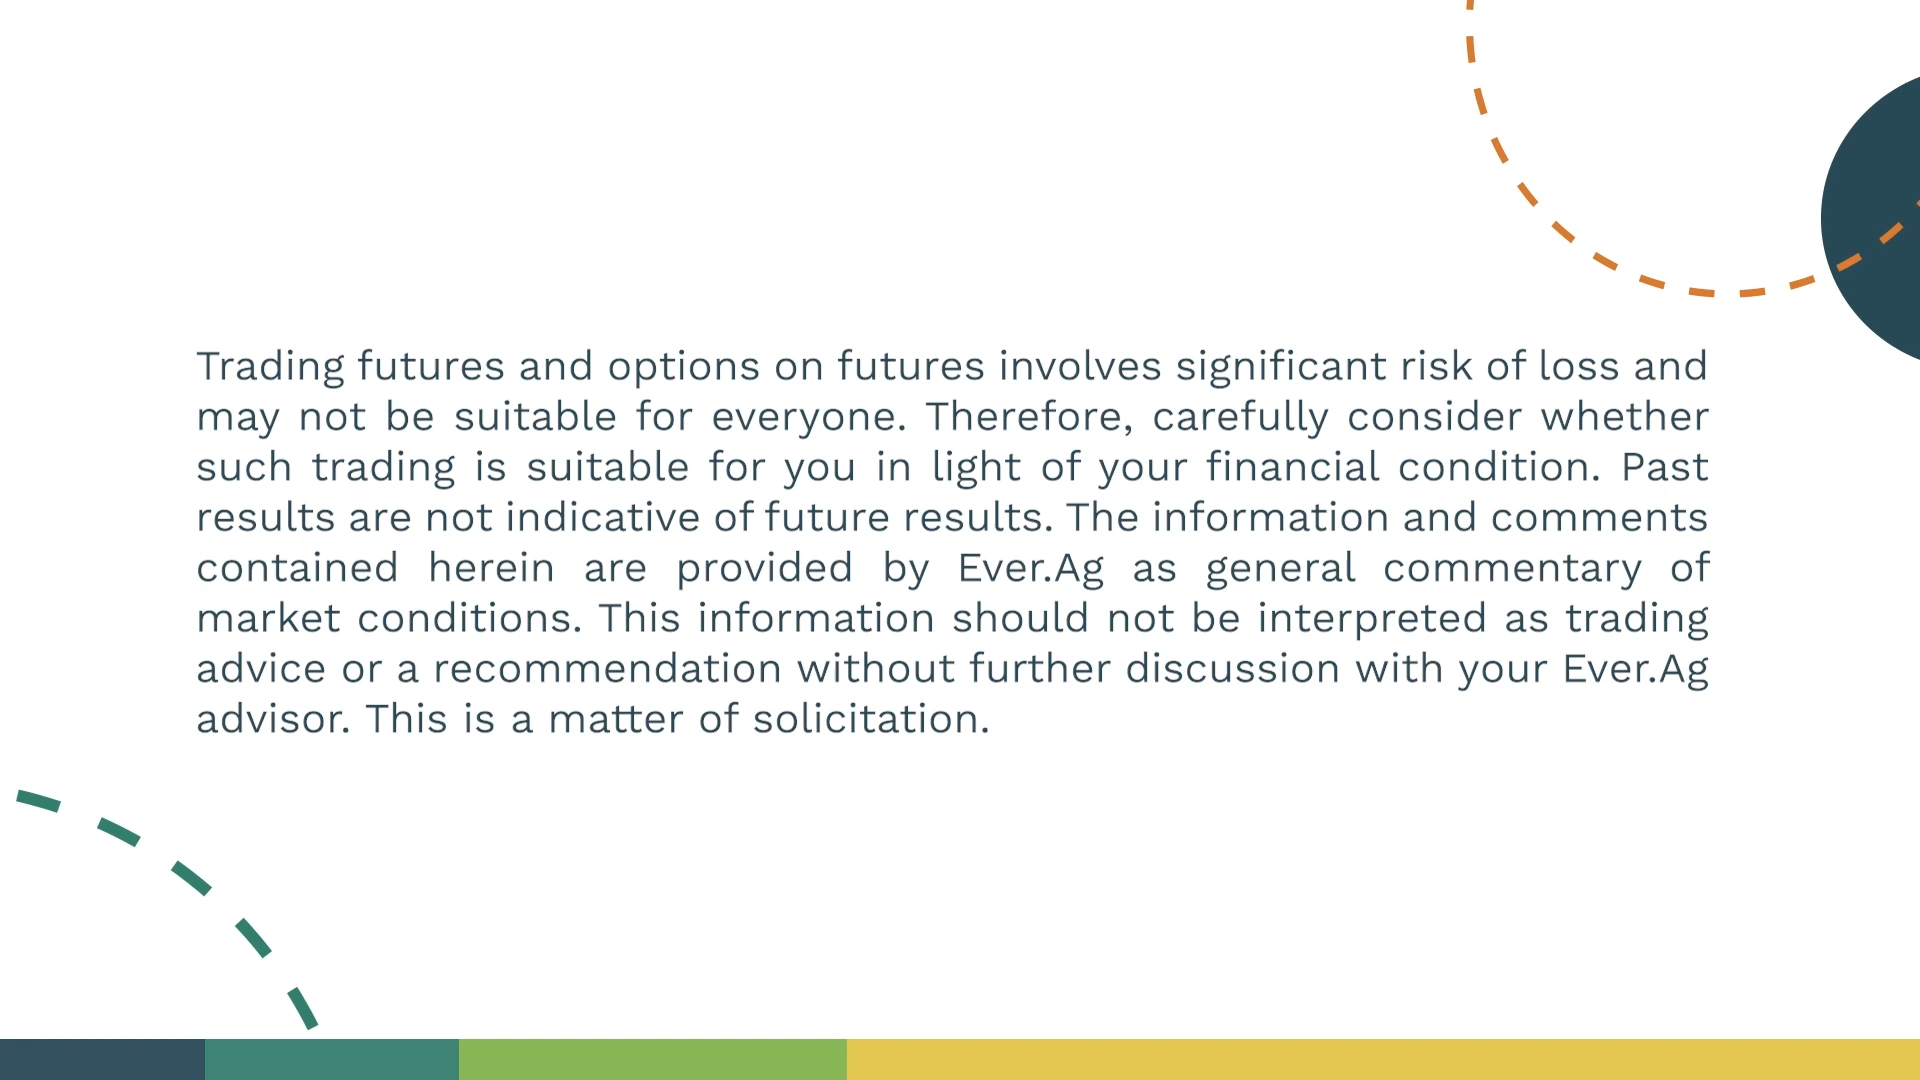 Trading futures and options on futures involves significant risk of loss and
may not be suitable for everyone. Therefore, carefully consider whether
such trading is suitable for you in light of your financial condition. Past
results are not indicative of future results. The information and comments
contained herein are provided by Ever.Ag as general commentary of
market conditions. This information should not be interpreted as trading
advice or a recommendation without further discussion with your Ever.Ag
advisor. This is a matter of solicitation.